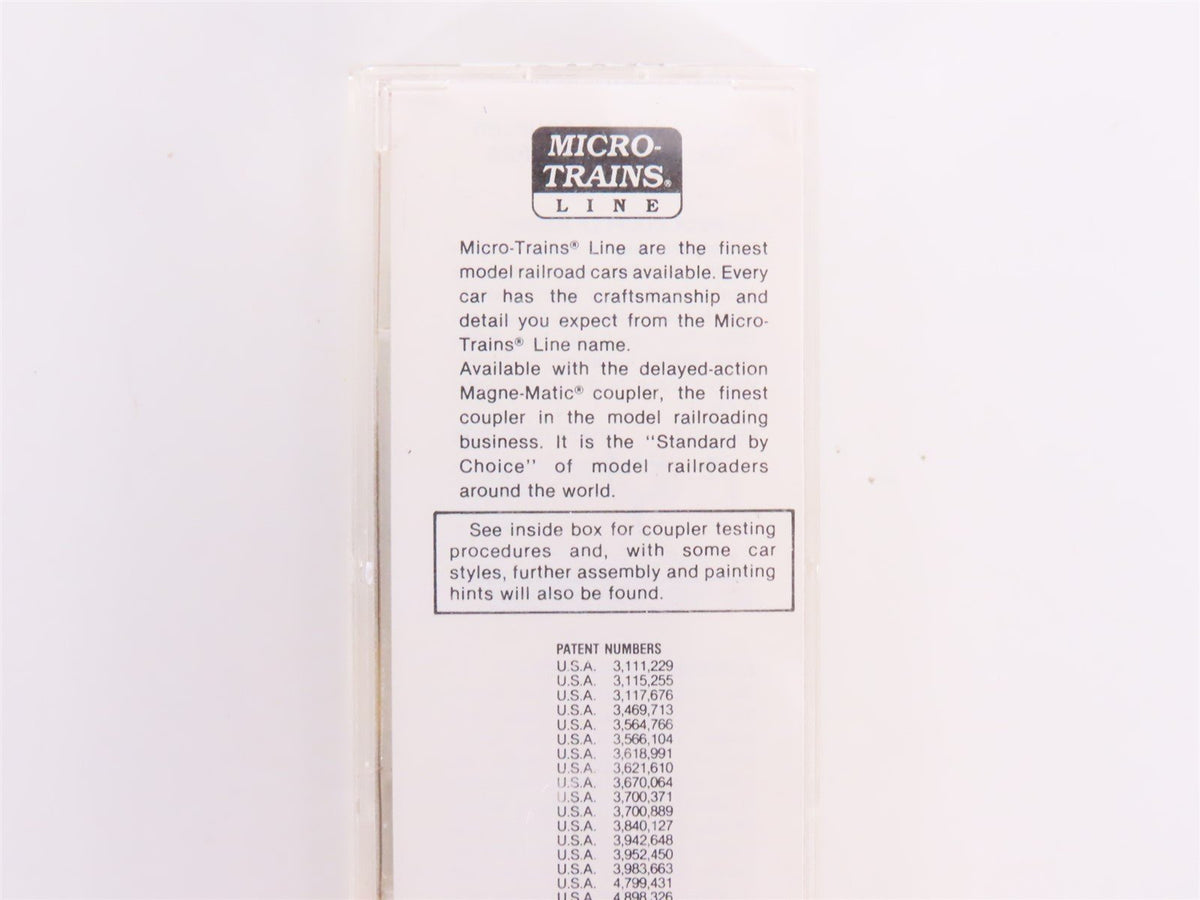 MICRO-
TRAINS®
LINE
Micro-Trains® Line are the finest
model railroad cars available. Every
car has the craftsmanship and
detail you expect from the Micro-
Trains® Line name.
Available with the delayed-action
Magne-Matic® coupler, the finest
coupler in the model railroading
business. It is the "Standard by
Choice" of model railroaders
around the world.
See inside box for coupler testing
procedures and, with some car
styles, further assembly and painting
hints will also be found.
PATENT NUMBERS
U.S.A. 3,111,229
U.S.A. 3,115,255
U.S.A. 3,117,676
U.S.A. 3,469,713
U.S.A. 3,564,766
U.S.A. 3,566,104
U.S.A. 3,618,991
U.S.A. 3,621,610
U.S.A. 3,670,064
U.S.A. 3,700,371
U.S.A. 3,700,889
U.S.A. 3,840,127
U.S.A. 3,942,648
U.S.A. 3,952,450
U.S.A. 3,983,663
U.S.A. 4,799,431
U.S.A. 4,898,326